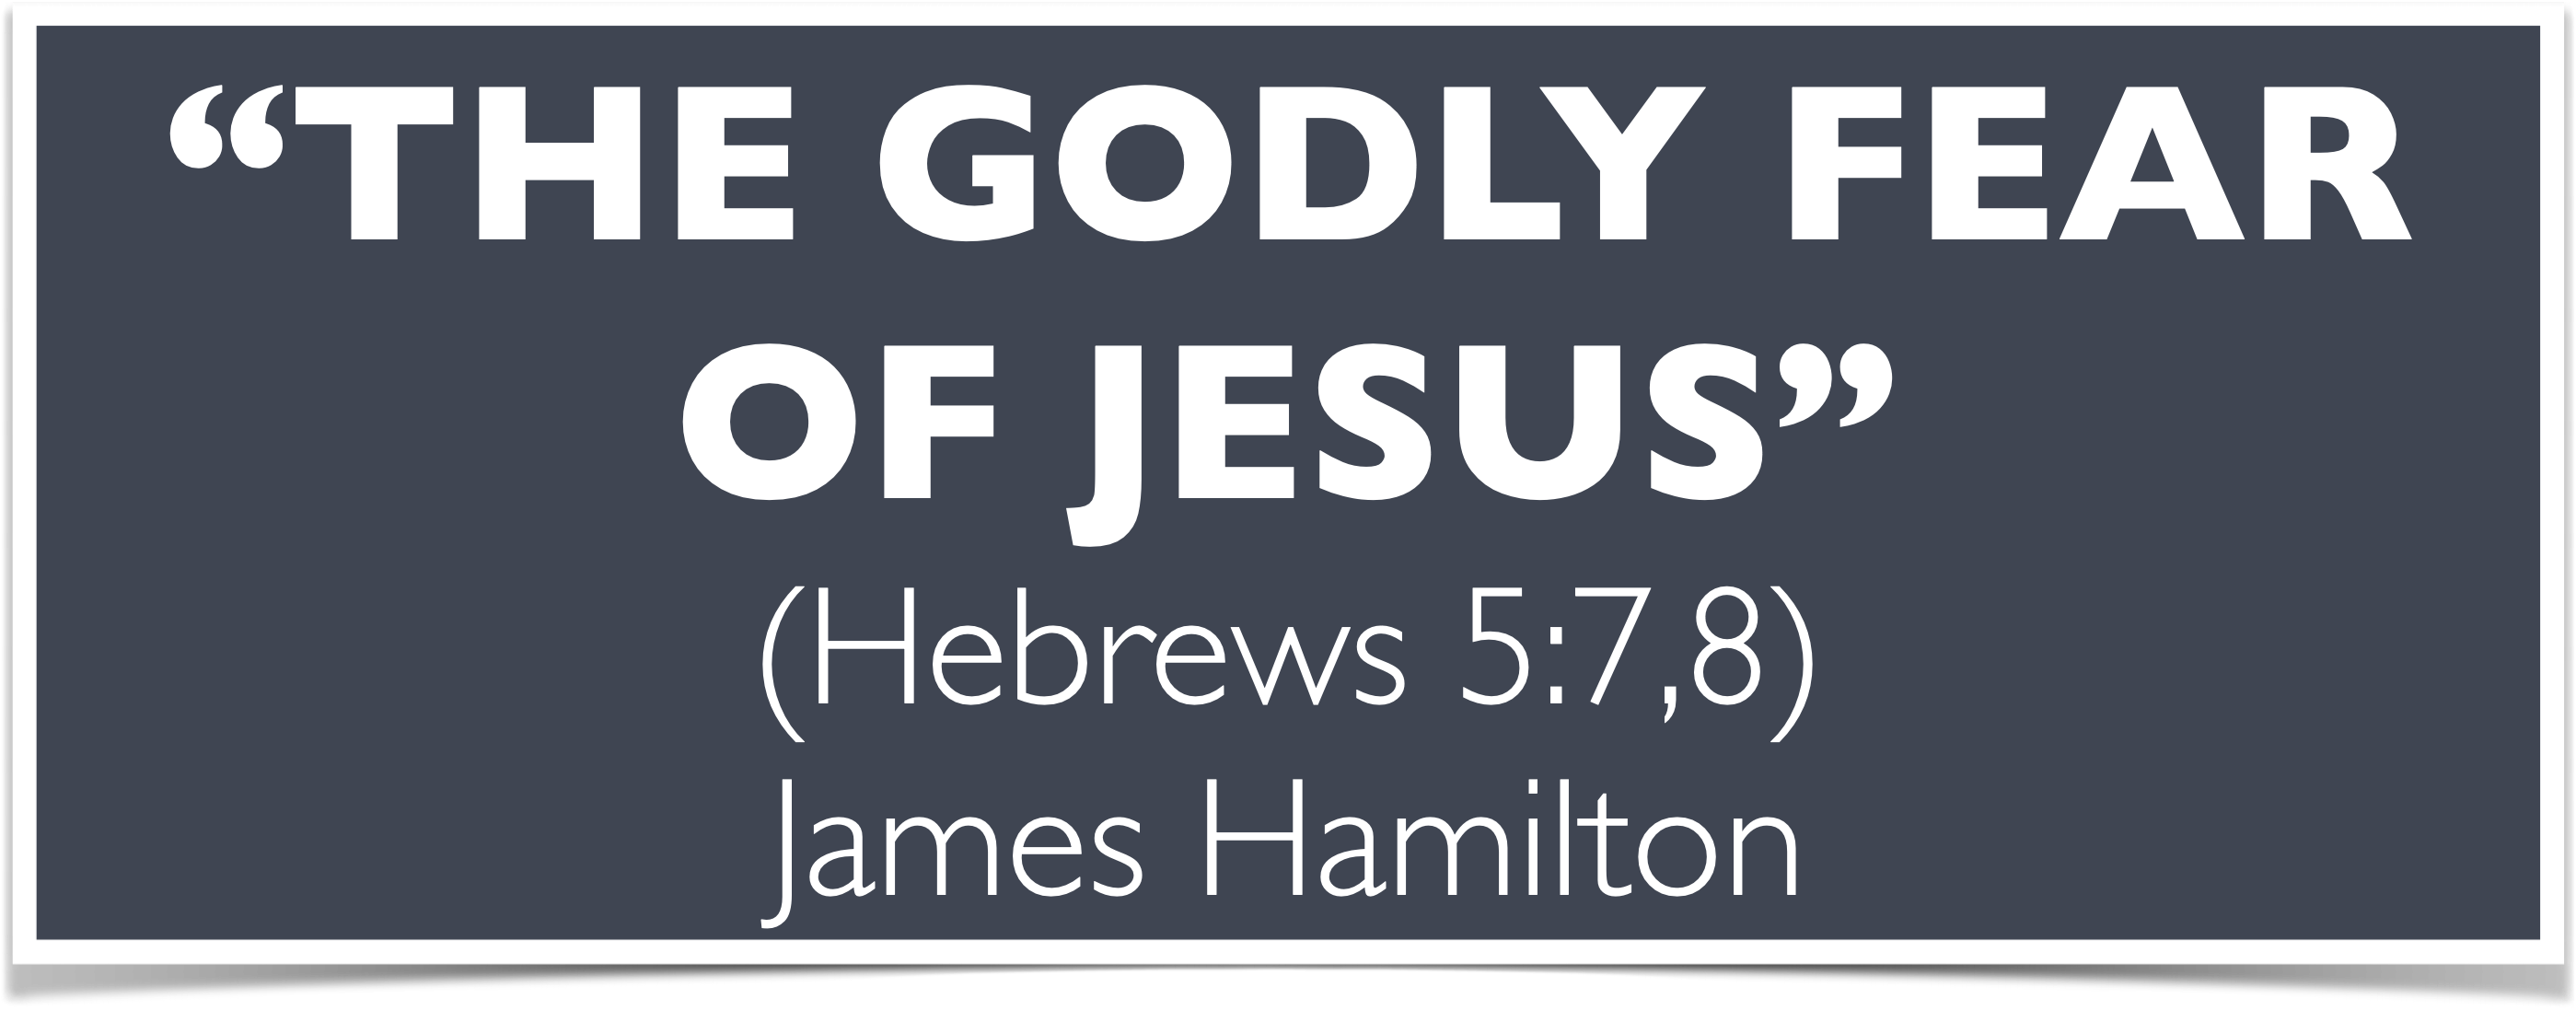 “THE GODLY FEAR
OF JESUS”
(Hebrews 5:7,8)
James Hamilton